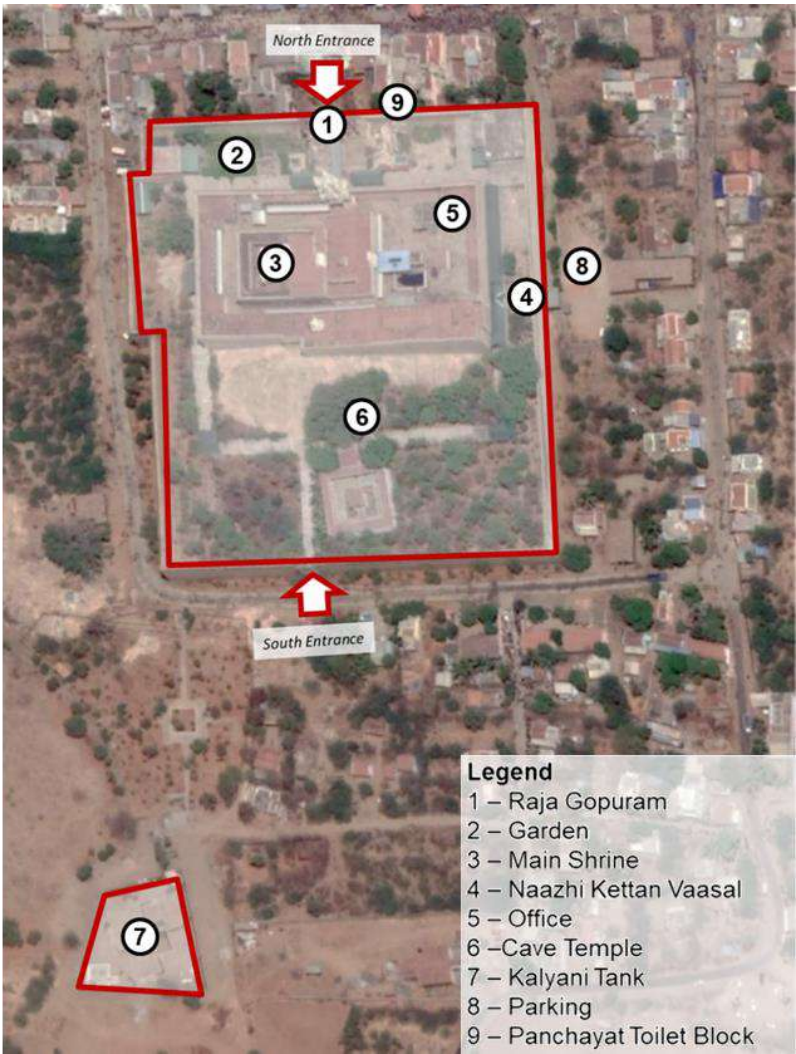 North Entrance
9
1
2
5
3
8
4
6
South Entrance
7
Legend
1 – Raja Gopuram
2 – Garden
3 – Main Shrine
4 – Naazhi Kettan Vaasal
5 – Office
6 –Cave Temple
7 – Kalyani Tank
8 – Parking
9 – Panchayat Toilet Block